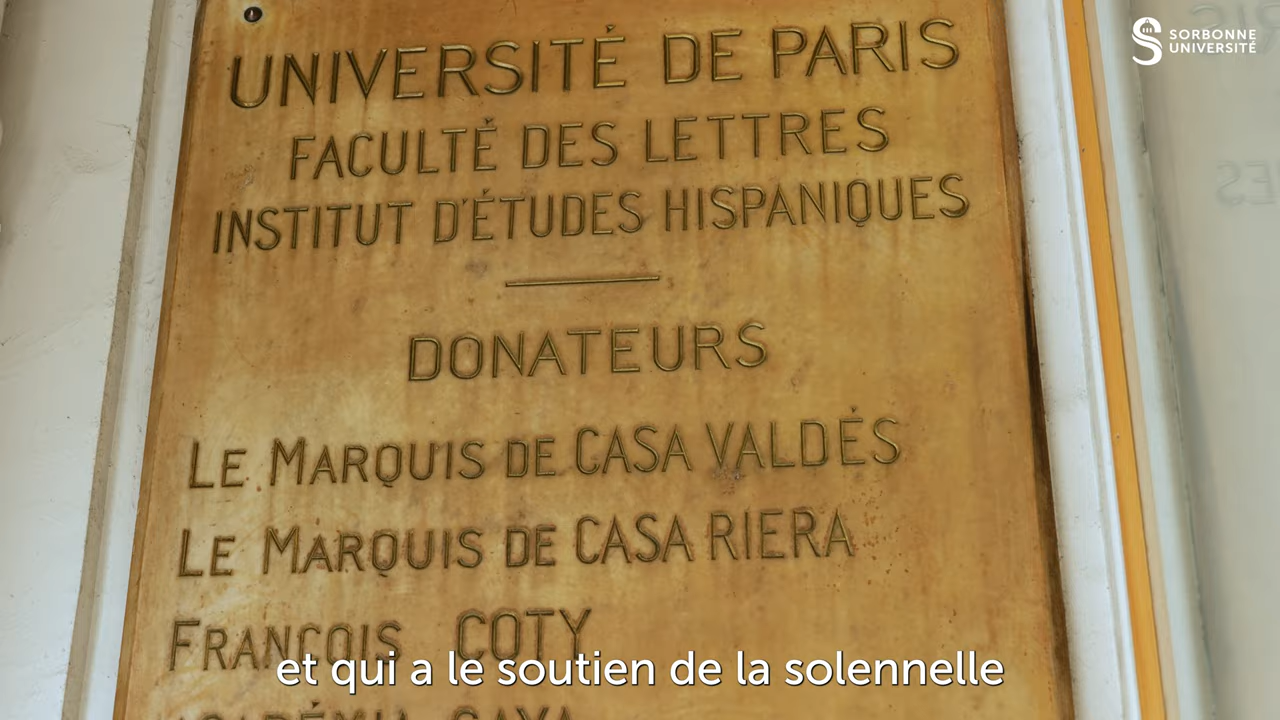 UNIVERSITÉ DE PARIS
FACULTÉ DES LETTRES
INSTITUT D'ÉTUDES HISPANIQUES
DONATEURS
LE MARQUIS DE CASA VALDÉS
LE MARQUIS DE CASA RIERA
FRANÇOIS COTY
et qui a le soutien de la solennelle
SORBONNE
UNIVERSITÉ